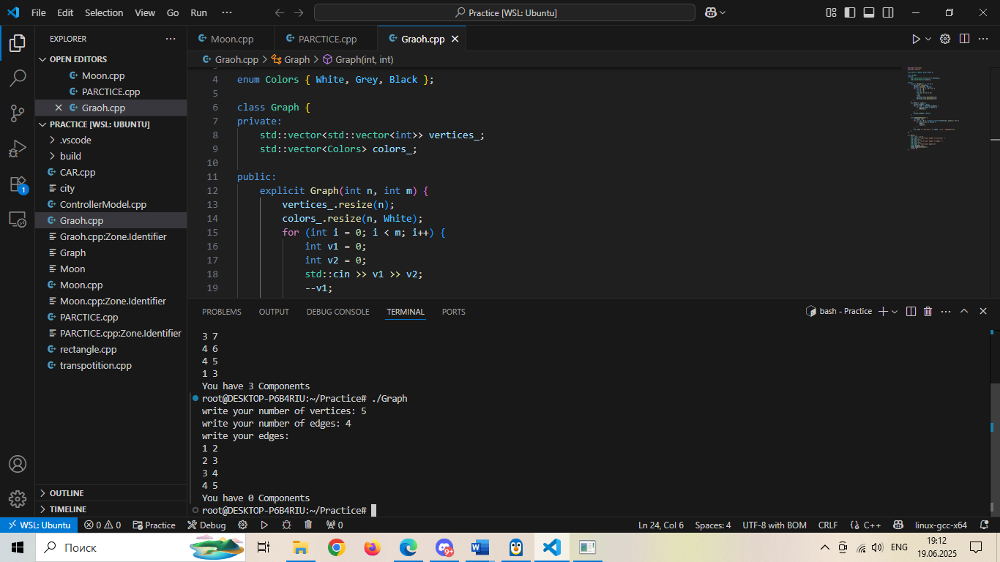 File Edit Selection View Go Run ··· Practice [WSL: Ubuntu]
EXPLORER ···
OPEN EDITORS
Moon.cpp
PARCTICE.cpp
Graoh.cpp
PRACTICE [WSL: UBUNTU]
.vscode
build
CAR.cpp
city
ControllerModel.cpp
Graoh.cpp
Graoh.cpp:Zone.Identifier
Graph
Moon
Moon.cpp
Moon.cpp:Zone.Identifier
PARCTICE.cpp
PARCTICE.cpp:Zone.Identifier
rectangle.cpp
transpotition.cpp
OUTLINE
TIMELINE
1
Moon.cpp PARCTICE.cpp Graoh.cpp
Graoh.cpp > Graph > Graph(int, int)
4 enum Colors { White, Grey, Black };
5
6 class Graph {
7 private:
8 std::vector<std::vector<int>> vertices_;
9 std::vector<Colors> colors_;
10
11 public:
12 explicit Graph(int n, int m) {
13 vertices_.resize(n);
14 colors_.resize(n, White);
15 for (int i = 0; i < m; i++) {
16 int v1 = 0;
17 int v2 = 0;
18 std::cin >> v1 >> v2;
19 --v1;
PROBLEMS OUTPUT DEBUG CONSOLE TERMINAL PORTS bash - Practice
3 7
4 6
4 5
1 3
You have 3 Components
root@DESKTOP-P6B4RIU:~/Practice# ./Graph
write your number of vertices: 5
write your number of edges: 4
write your edges:
1 2
2 3
3 4
4 5
You have 0 Components
root@DESKTOP-P6B4RIU:~/Practice#
WSL: Ubuntu 0 0 Practice Debug 0 Ln 24, Col 6 Spaces: 4 UTF-8 with BOM CRLF {} C++ linux-gcc-x64
Поиск 9+ ENG 19:12
19.06.2025